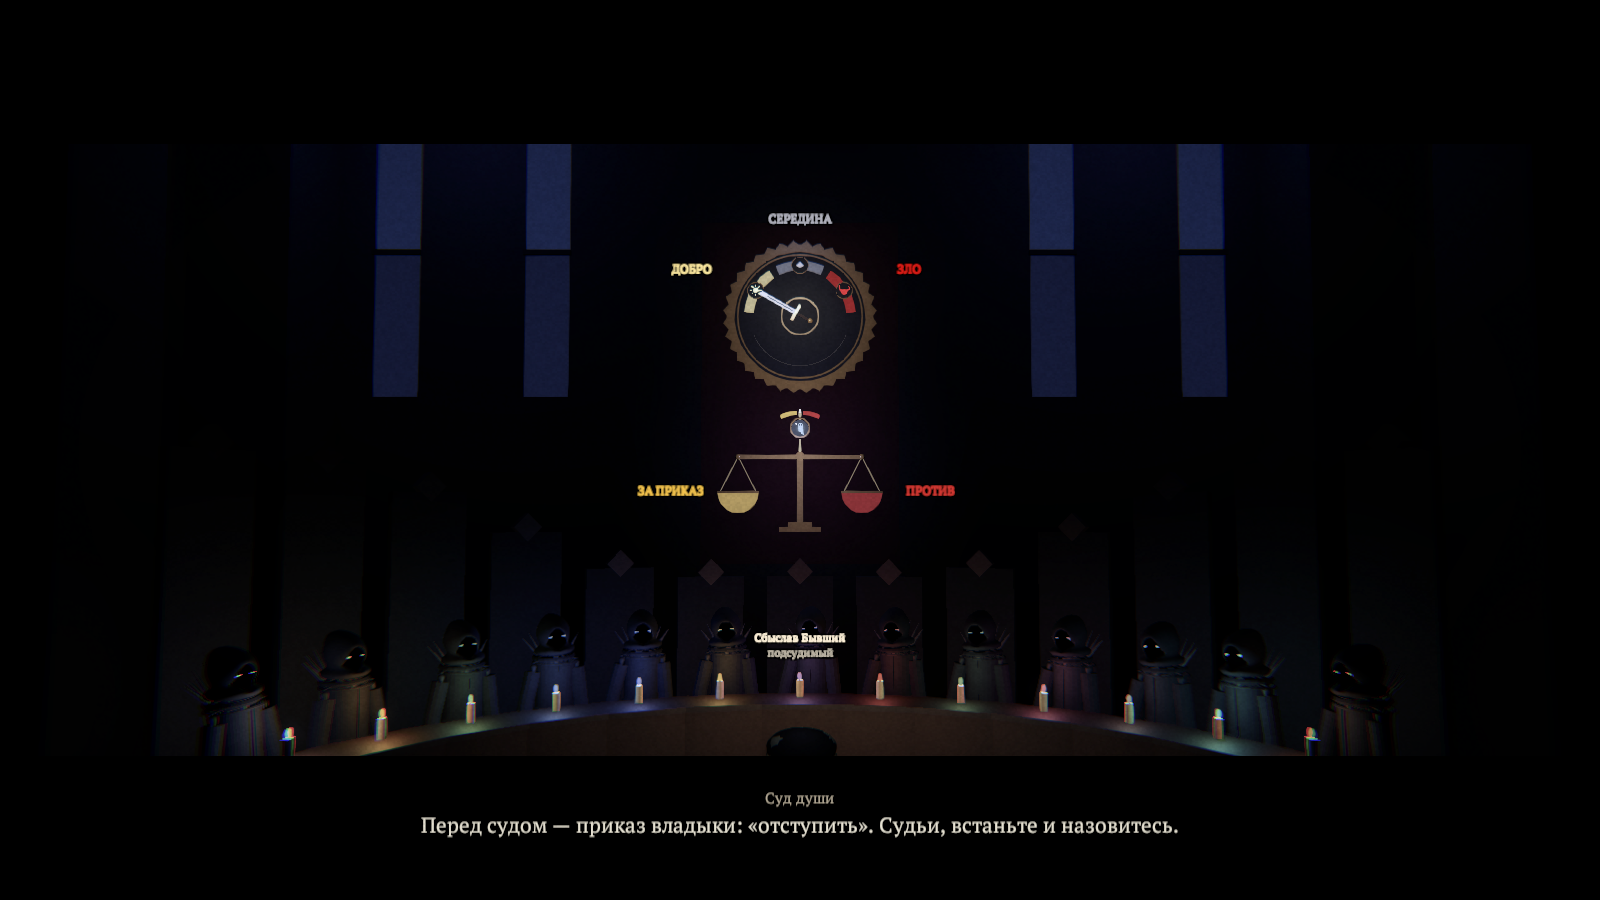 СЕРЕДИНА
ДОБРО
ЗЛО
ЗА ПРИКАЗ
ПРОТИВ
Сбыслав Бывший
подсудимый
Суд души
Перед судом — приказ владыки: «отступить». Судьи, встаньте и назовитесь.